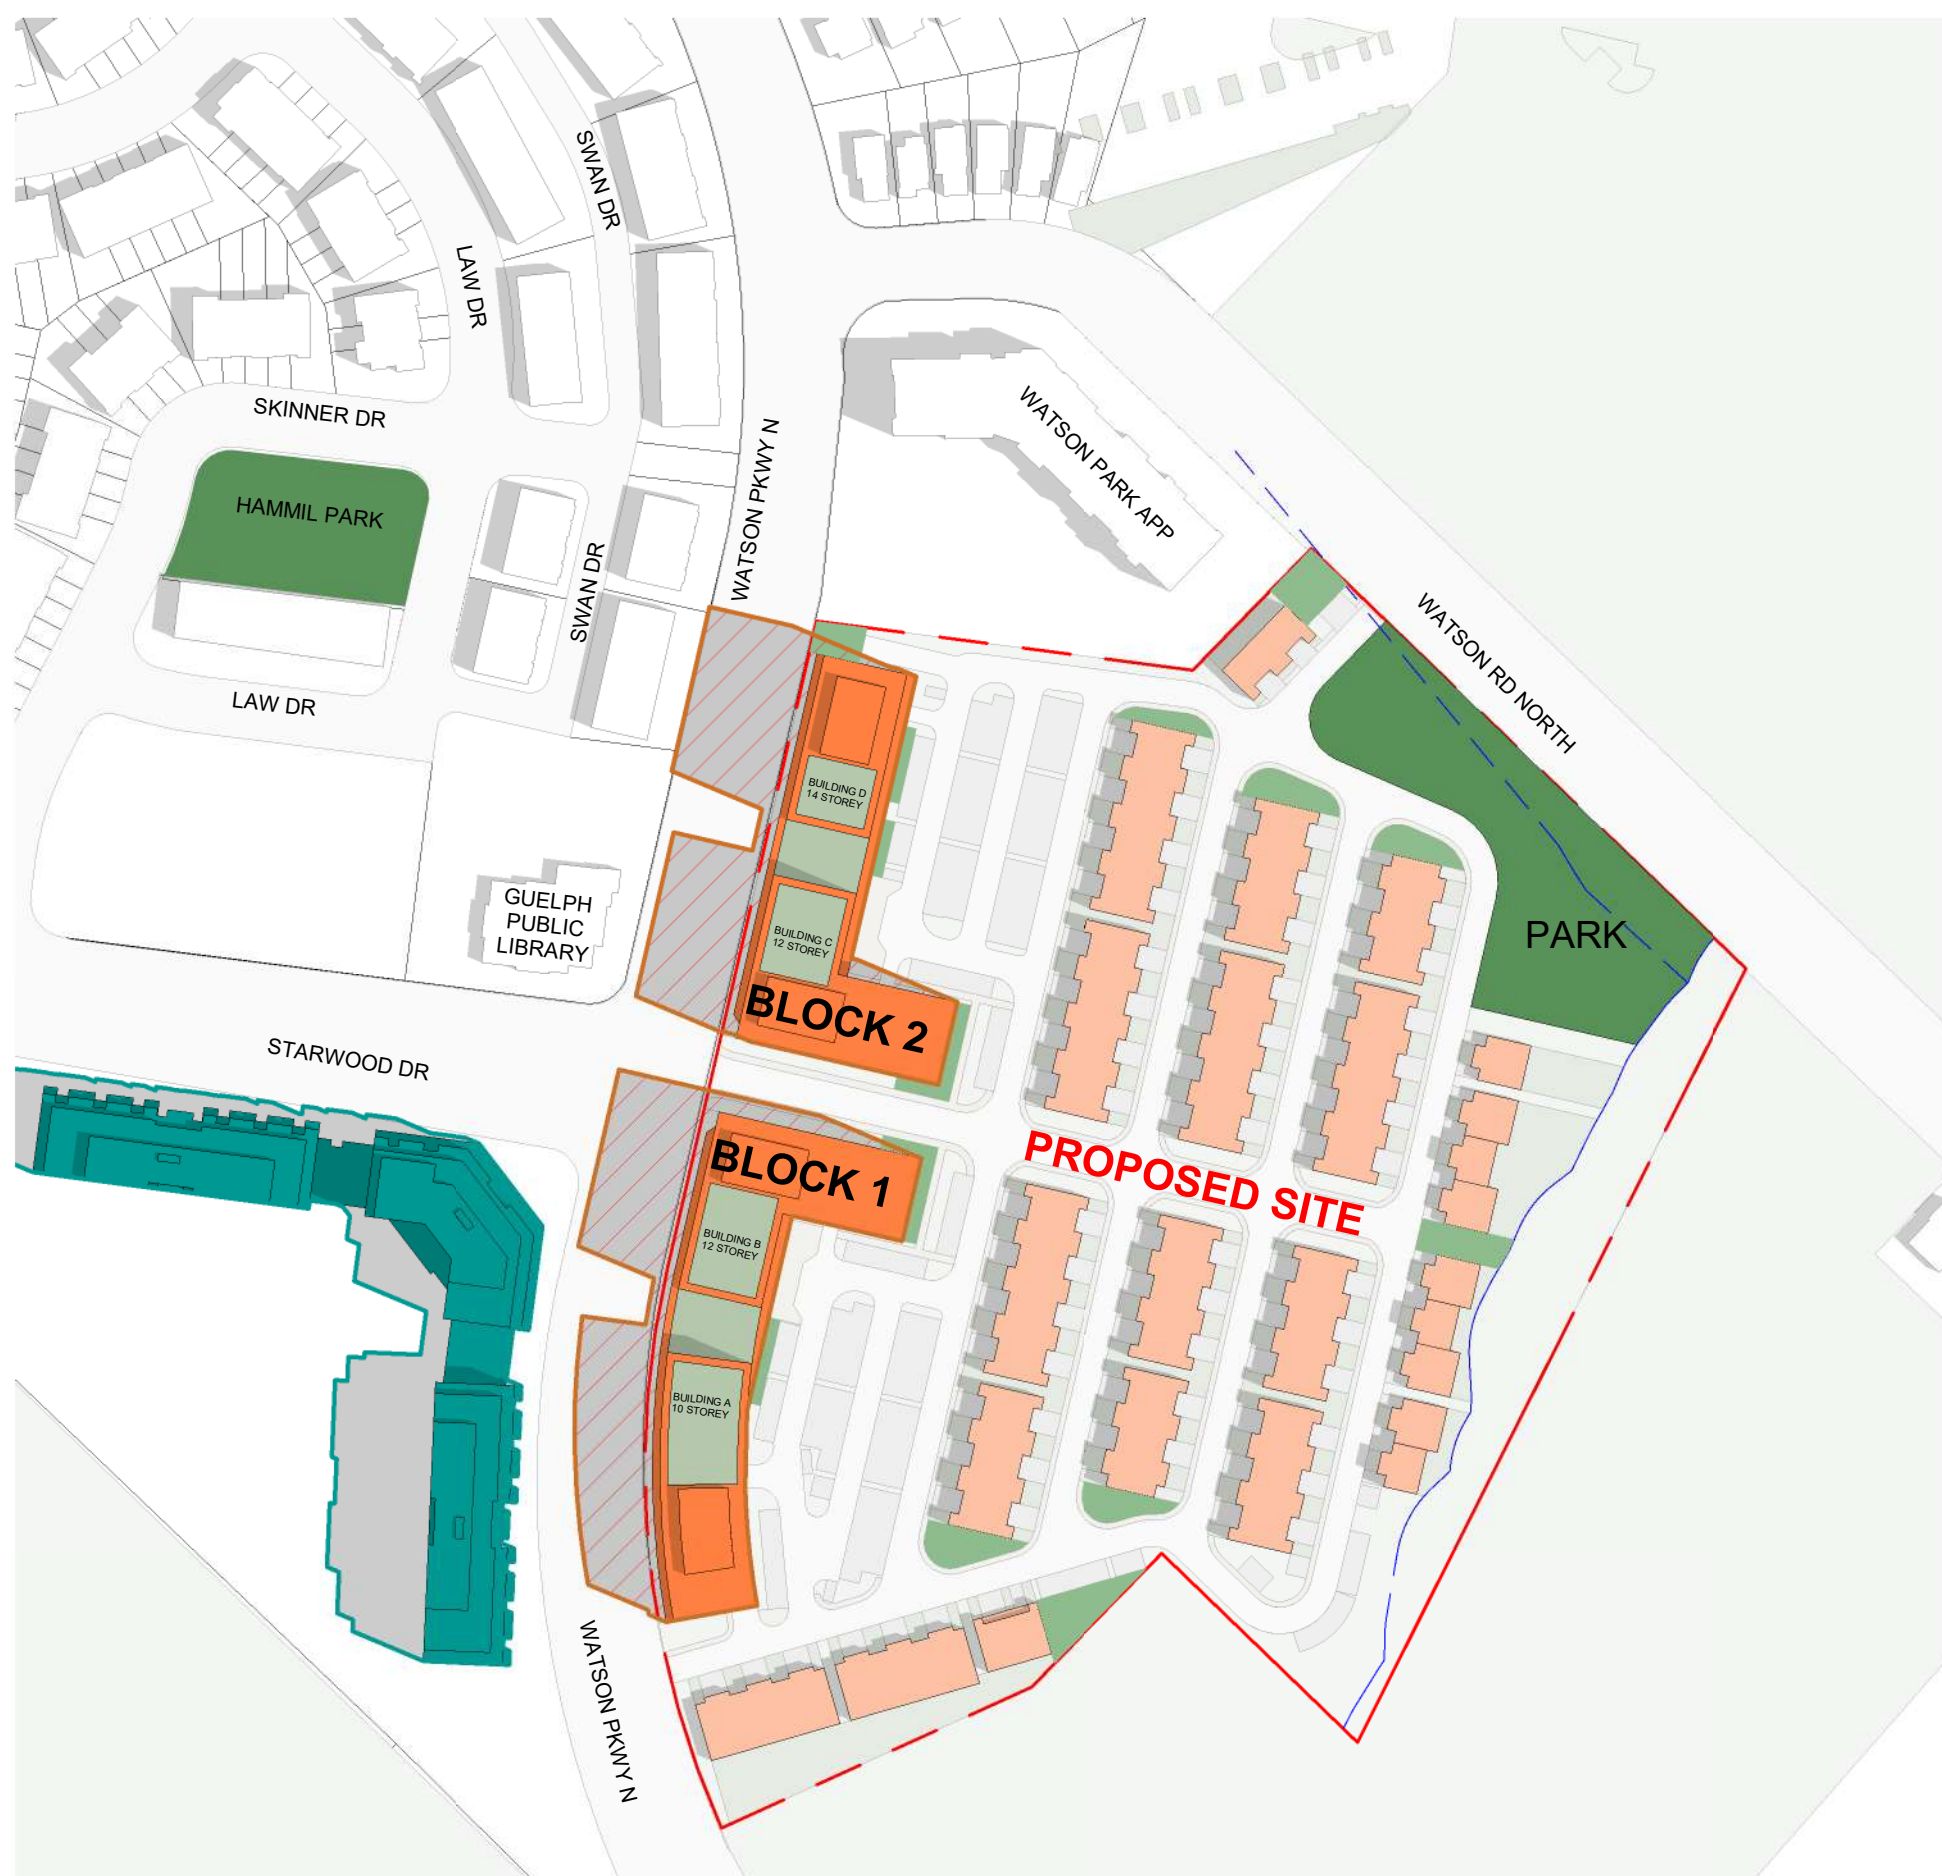 SWAN DR
LAW DR
SKINNER DR
WATSON PKWY N
WATSON PARK APP
HAMMIL PARK
SWAN DR
WATSON RD NORTH
LAW DR
BUILDING D
14 STOREY
GUELPH
PUBLIC
LIBRARY
BUILDING C
12 STOREY
PARK
BLOCK 2
STARWOOD DR
BLOCK 1
PROPOSED SITE
BUILDING B
12 STOREY
BUILDING A
10 STOREY
WATSON PKWY N